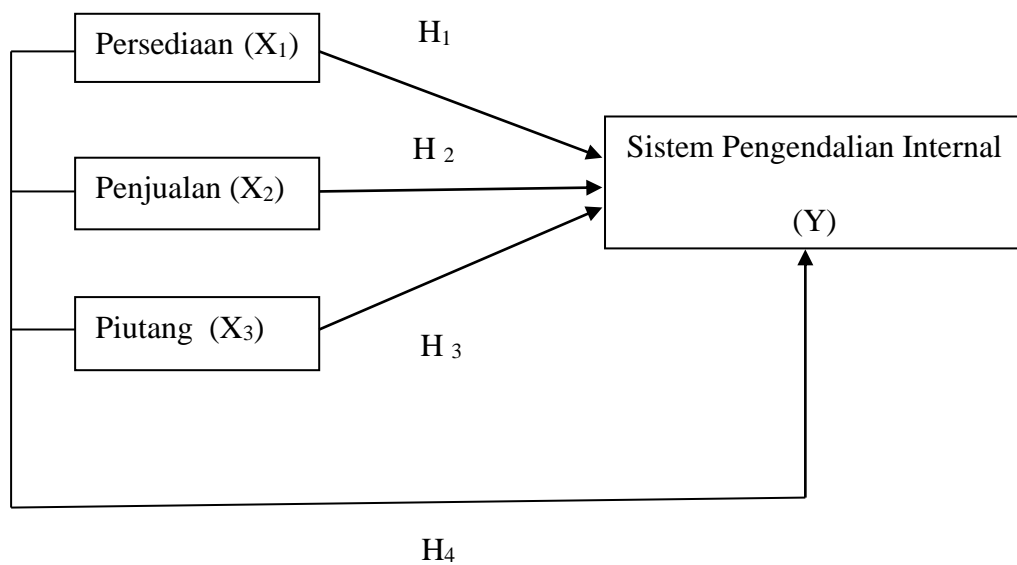 Persediaan (X₁)
H₁
Sistem Pengendalian Internal
(Y)
H ₂
Penjualan (X₂)
Piutang (X₃)
H ₃
H₄